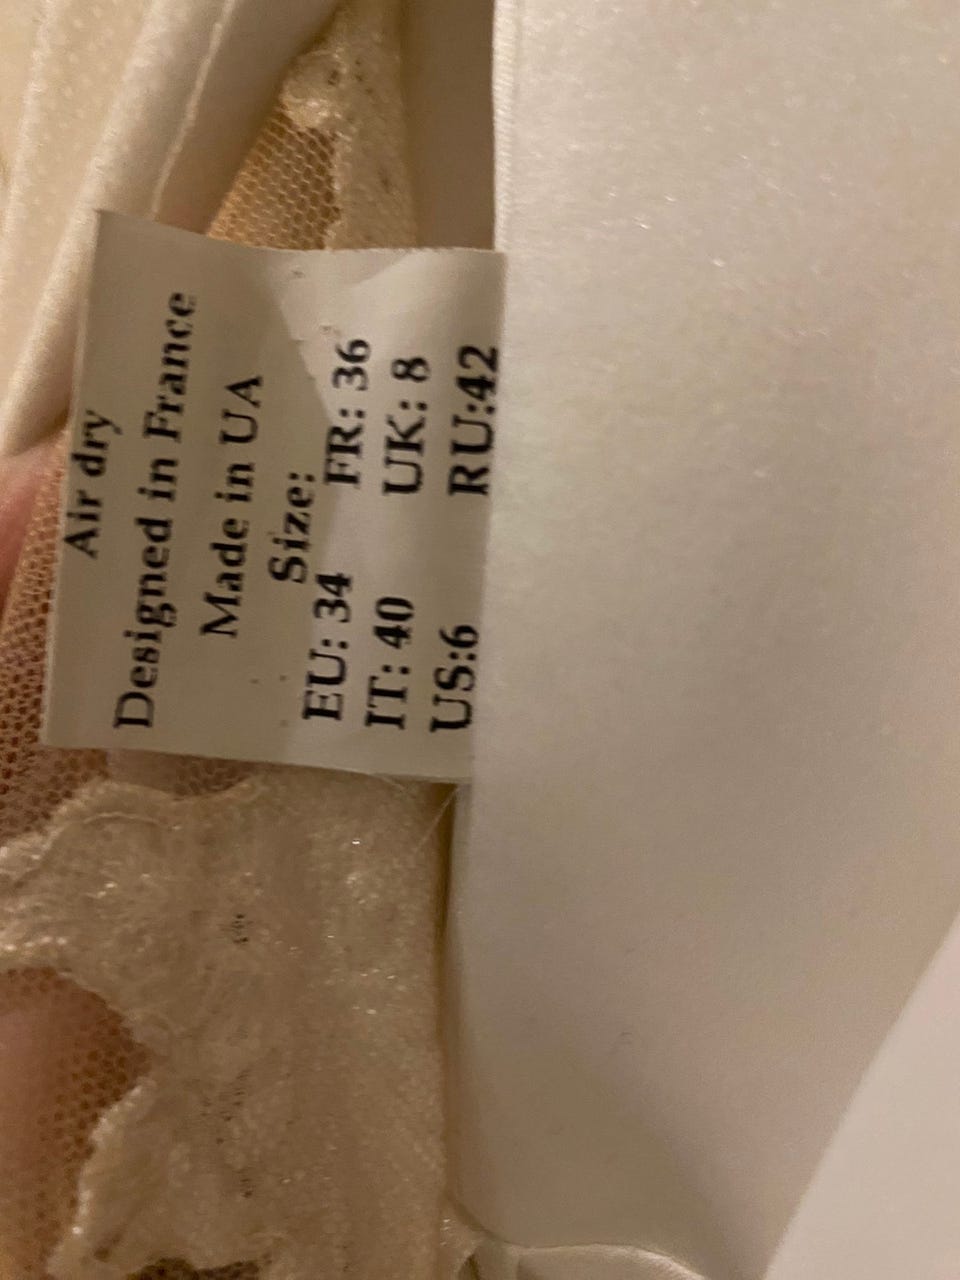 Air dry
Designed in France
Made in UA
Size:
EU: 34 FR: 36
IT: 40 UK: 8
US:6 RU:42